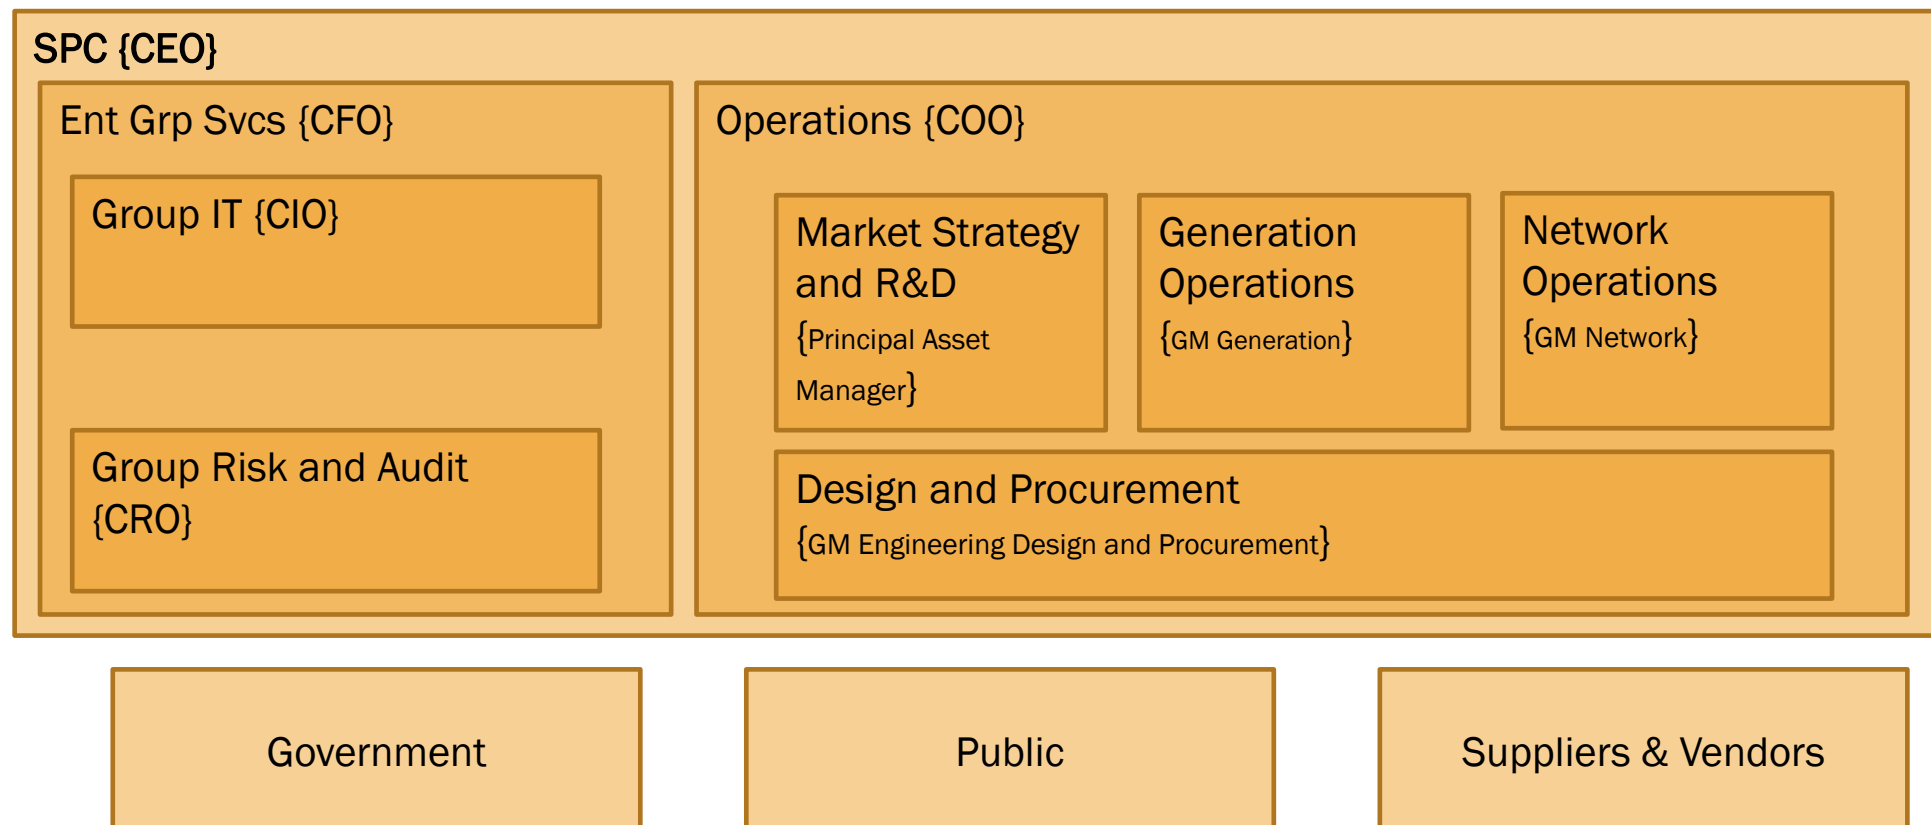 SPC {CEO}
Ent Grp Svcs {CFO}
Group IT {CIO}
Group Risk and Audit
{CRO}
Operations {COO}
Market Strategy
and R&D
{Principal Asset
Manager}
Generation
Operations
{GM Generation}
Network
Operations
{GM Network}
Design and Procurement
{GM Engineering Design and Procurement}
Government
Public
Suppliers & Vendors